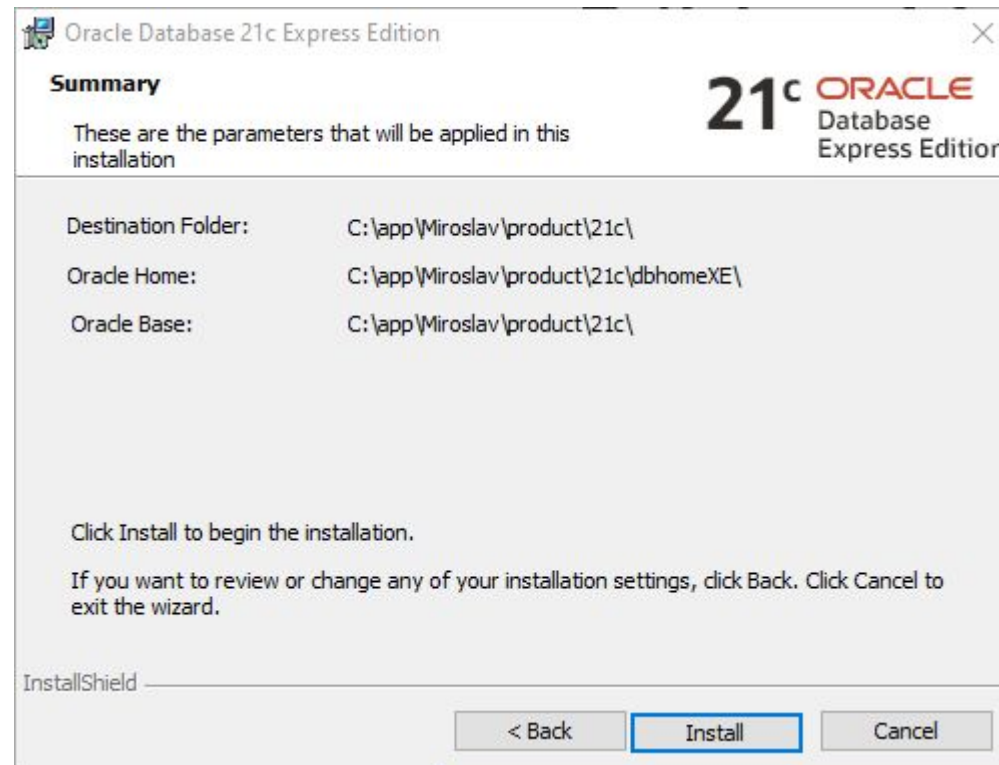 Oracle Database 21c Express Edition
Summary
These are the parameters that will be applied in this
installation
21c ORACLE
Database
Express Edition
Destination Folder: C:\app\Miroslav\product\21c\
Oracle Home: C:\app\Miroslav\product\21c\dbhomeXE\
Oracle Base: C:\app\Miroslav\product\21c\
Click Install to begin the installation.
If you want to review or change any of your installation settings, click Back. Click Cancel to
exit the wizard.
InstallShield
< Back
Install
Cancel